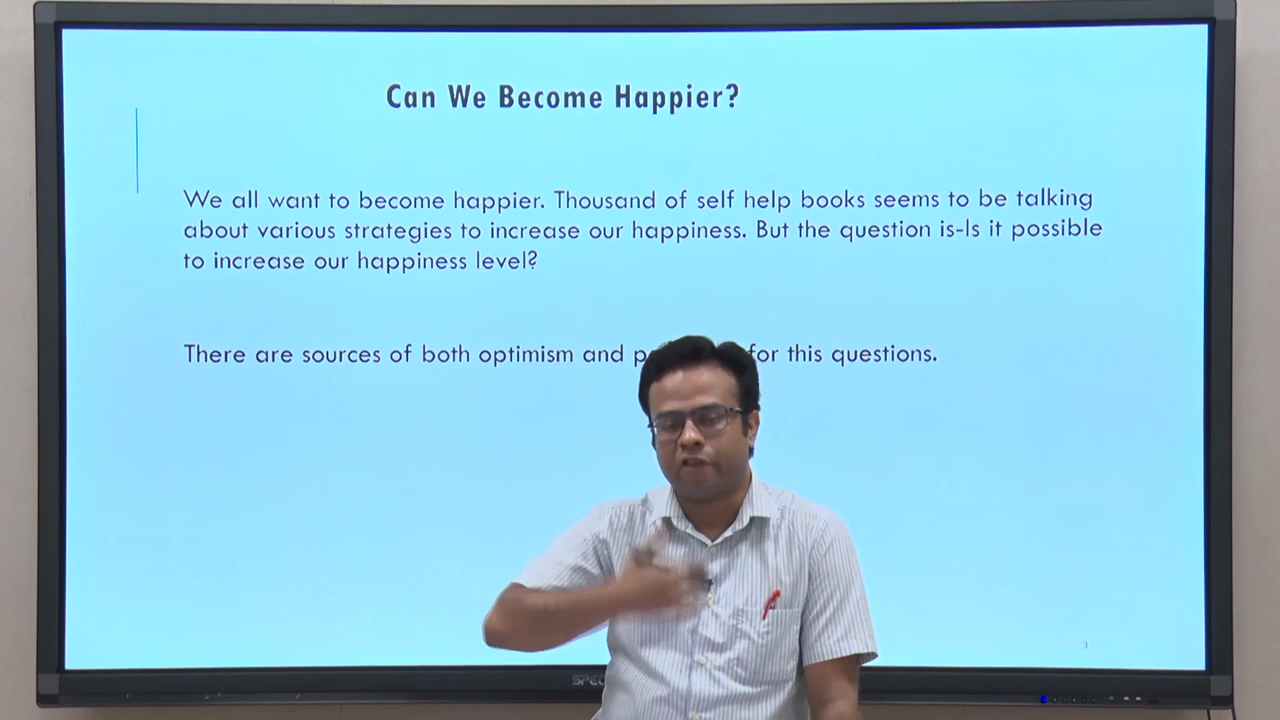 Can We Become Happier?
We all want to become happier. Thousand of self help books seems to be talking
about various strategies to increase our happiness. But the question is-Is it possible
to increase our happiness level?
There are sources of both optimism and for this questions.
3